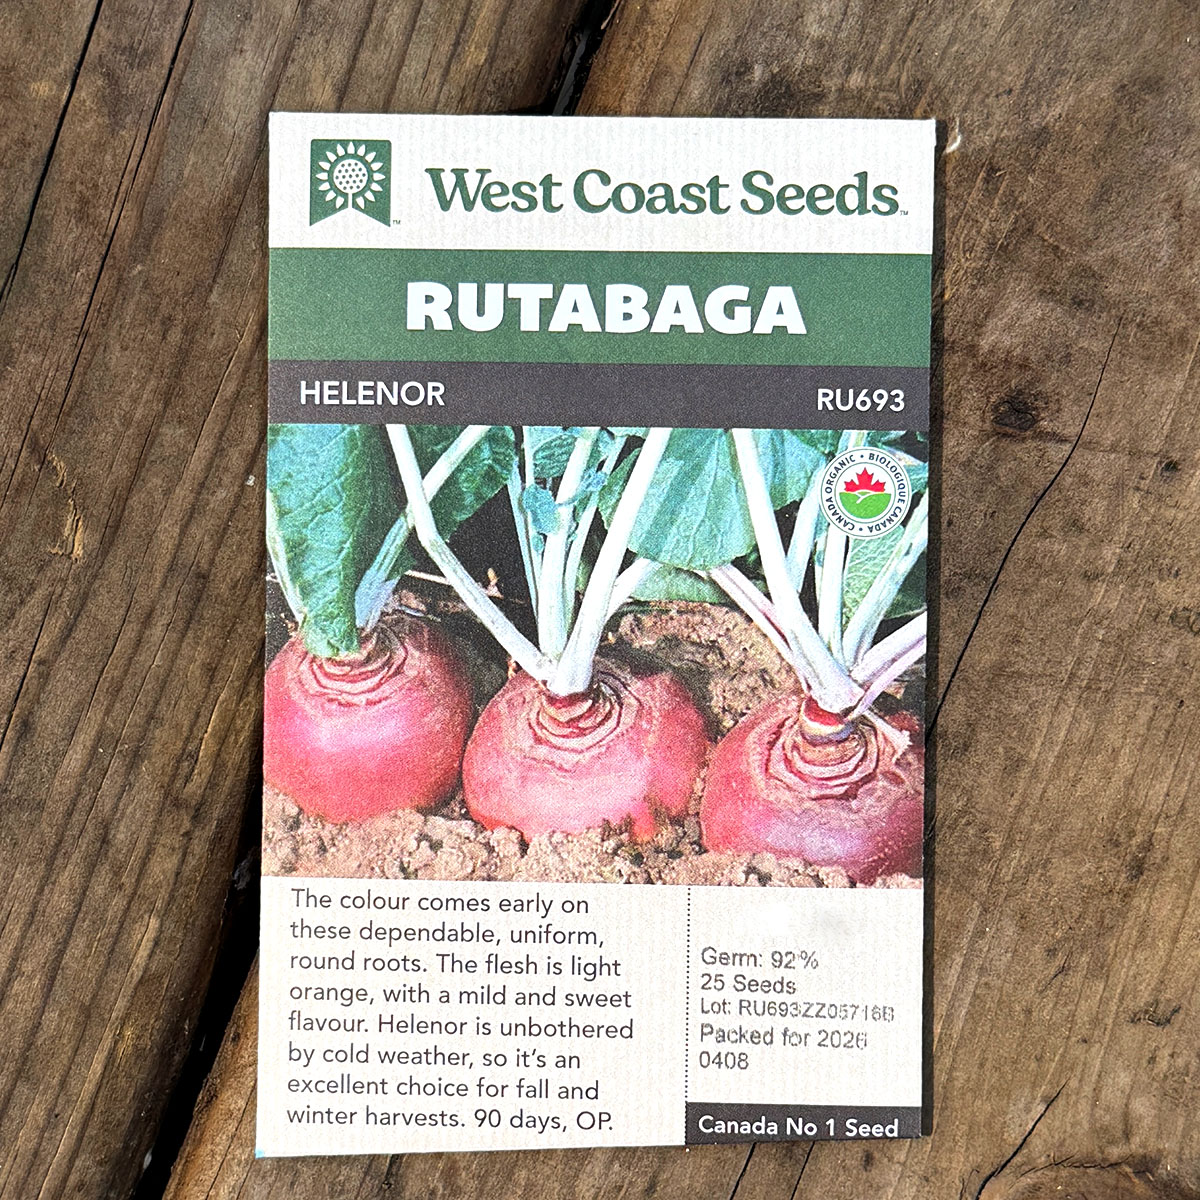 West Coast Seeds™
RUTABAGA
HELENOR
RU693
CANADA ORGANIC • BIOLOGIQUE CANADA •
The colour comes early on
these dependable, uniform,
round roots. The flesh is light
orange, with a mild and sweet
flavour. Helenor is unbothered
by cold weather, so it's an
excellent choice for fall and
winter harvests. 90 days, OP.
Germ: 92%
25 Seeds
Lot: RU693ZZ05716B
Packed for 2026
0408
Canada No 1 Seed